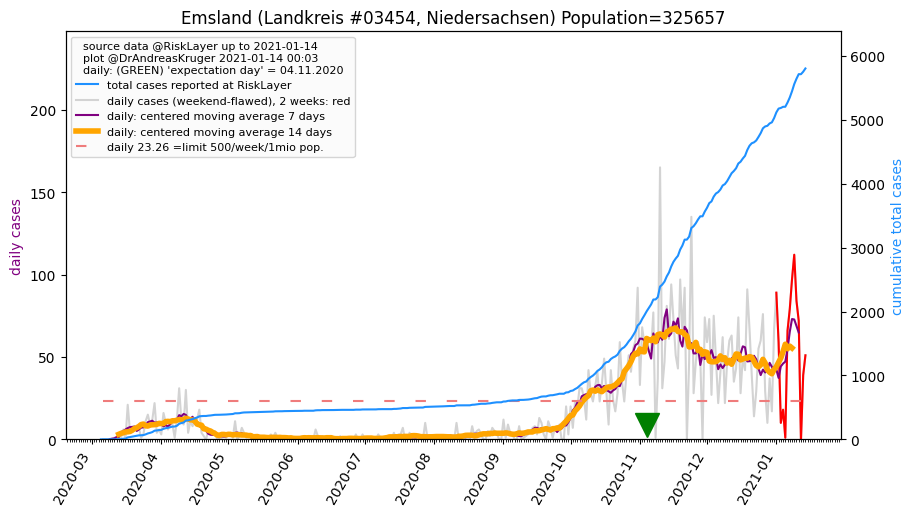 Emsland (Landkreis #03454, Niedersachsen) Population=325657
source data @RiskLayer up to 2021-01-14
plot @DrAndreasKruger 2021-01-14 00:03
daily: (GREEN) 'expectation day' = 04.11.2020
total cases reported at RiskLayer
daily cases (weekend-flawed), 2 weeks: red
daily: centered moving average 7 days
daily: centered moving average 14 days
daily 23.26 =limit 500/week/1mio pop.
daily cases
200
150
100
50
0
6000
5000
4000
3000
2000
1000
0
cumulative total cases
2020-03
2020-04
2020-05
2020-06
2020-07
2020-08
2020-09
2020-10
2020-11
2020-12
2021-01